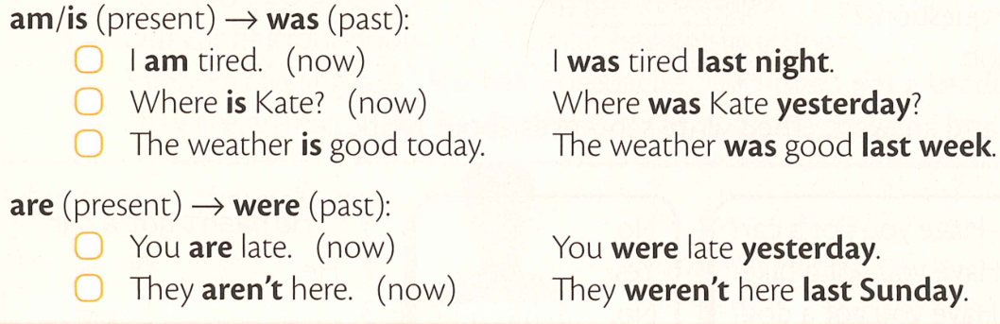 am/is (present) → was (past):
I am tired. (now) I was tired last night.
Where is Kate? (now) Where was Kate yesterday?
The weather is good today. The weather was good last week.
are (present) → were (past):
You are late. (now) You were late yesterday.
They aren't here. (now) They weren't here last Sunday.